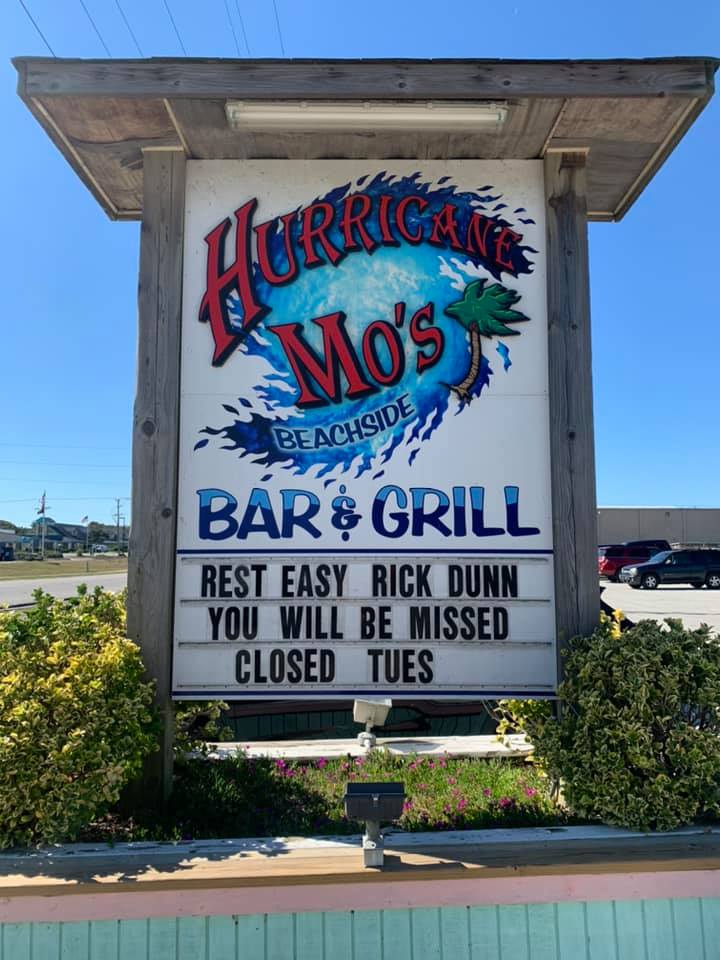 HURRICANE
MO'S
BEACHSIDE
BAR & GRILL
REST EASY RICK DUNN
YOU WILL BE MISSED
CLOSED TUES